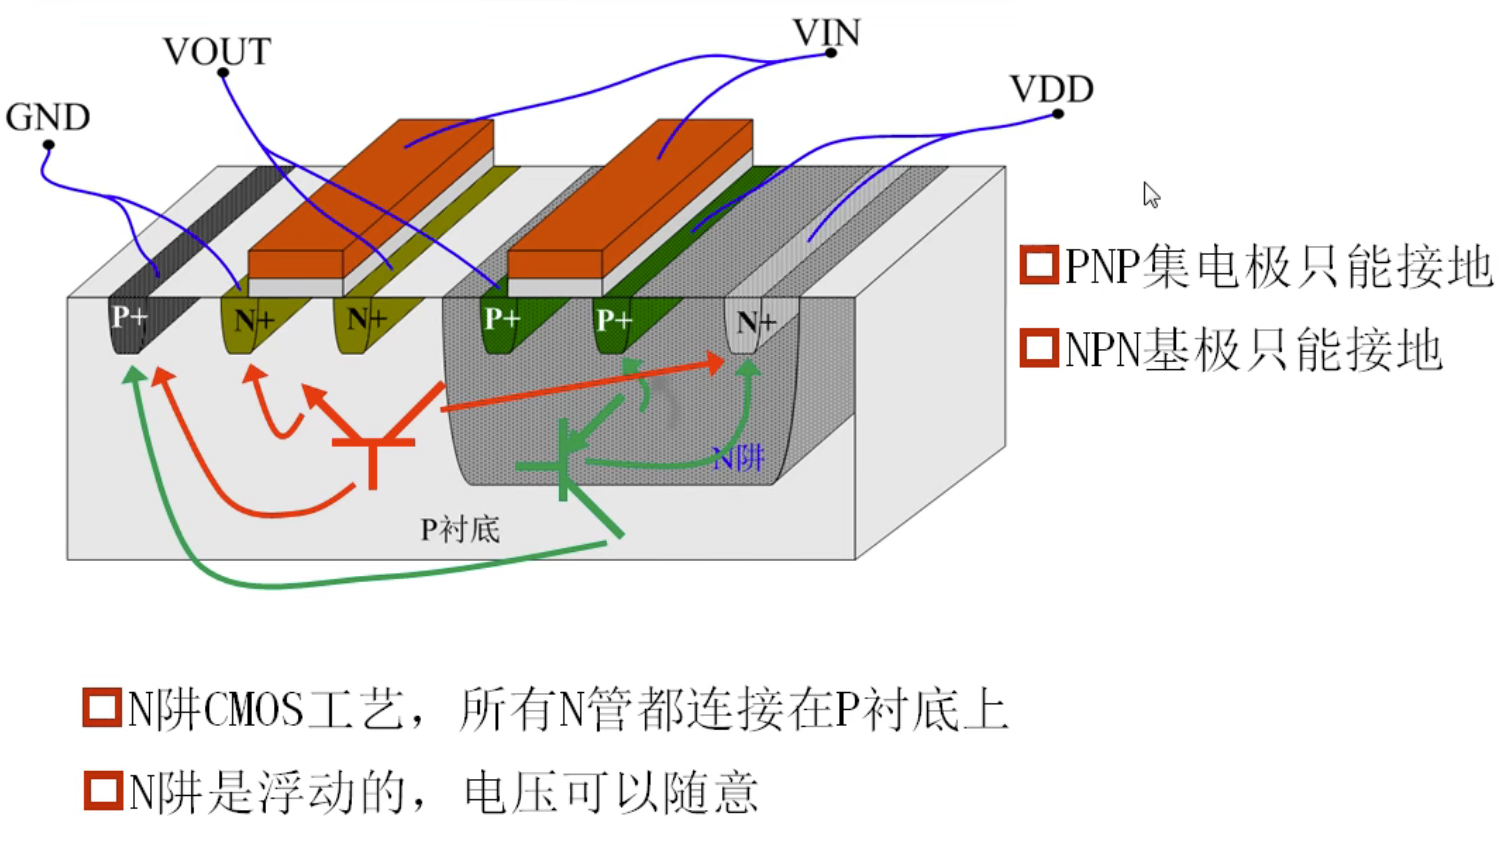 VIN
VOUT
VDD
GND
P+
N+
N+
P+
P+
N+
PNP集电极只能接地
NPN基极只能接地
N阱
P衬底
N阱CMOS工艺，所有N管都连接在P衬底上
N阱是浮动的，电压可以随意